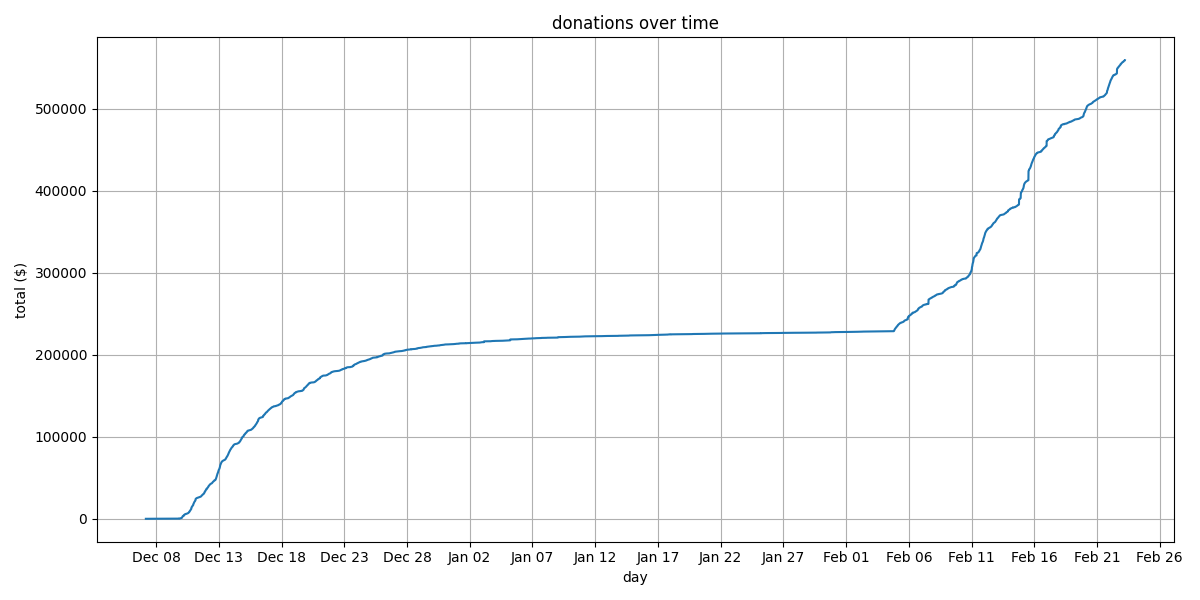 donations over time
total ($)
500000
400000
300000
200000
100000
0
Dec 08 Dec 13 Dec 18 Dec 23 Dec 28 Jan 02 Jan 07 Jan 12 Jan 17 Jan 22 Jan 27 Feb 01 Feb 06 Feb 11 Feb 16 Feb 21 Feb 26
day